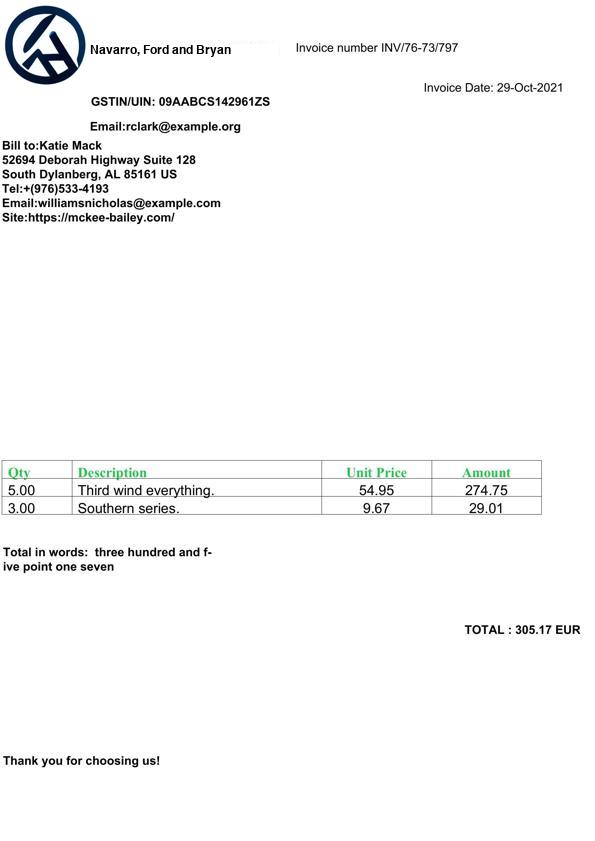 Navarro, Ford and Bryan
Invoice number INV/76-73/797
Invoice Date: 29-Oct-2021
GSTIN/UIN: 09AABCS142961ZS
Email:rclark@example.org
Bill to:Katie Mack
52694 Deborah Highway Suite 128
South Dylanberg, AL 85161 US
Tel:+(976)533-4193
Email:williamsnicholas@example.com
Site:https://mckee-bailey.com/
Qty Description Unit Price Amount
5.00 Third wind everything. 54.95 274.75
3.00 Southern series. 9.67 29.01
Total in words:  three hundred and f-
ive point one seven
TOTAL : 305.17 EUR
Thank you for choosing us!